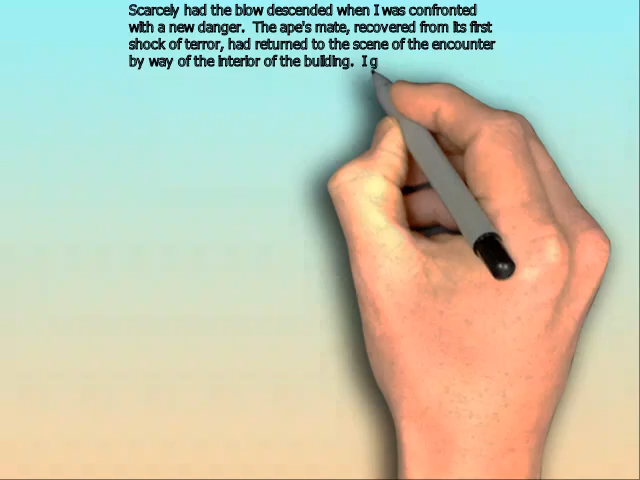 Scarcely had the blow descended when I was confronted
with a new danger. The ape's mate, recovered from its first
shock of terror, had returned to the scene of the encounter
by way of the interior of the building. I g